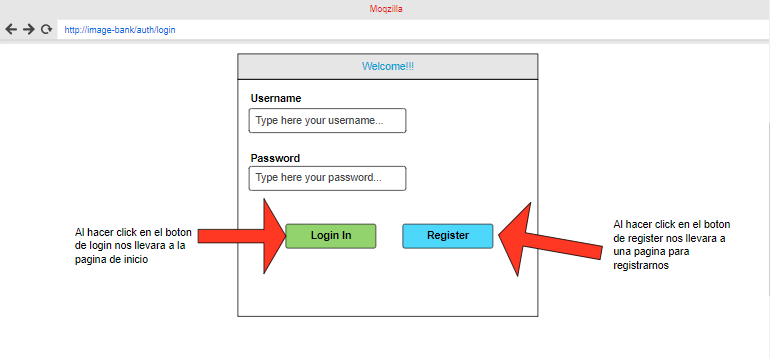 Moqzilla
http://image-bank/auth/login
Welcome!!!
Username
Type here your username...
Password
Type here your password...
Al hacer click en el boton
de login nos llevara a la
pagina de inicio
Login In
Register
Al hacer click en el boton
de register nos llevara a
una pagina para
registrarnos